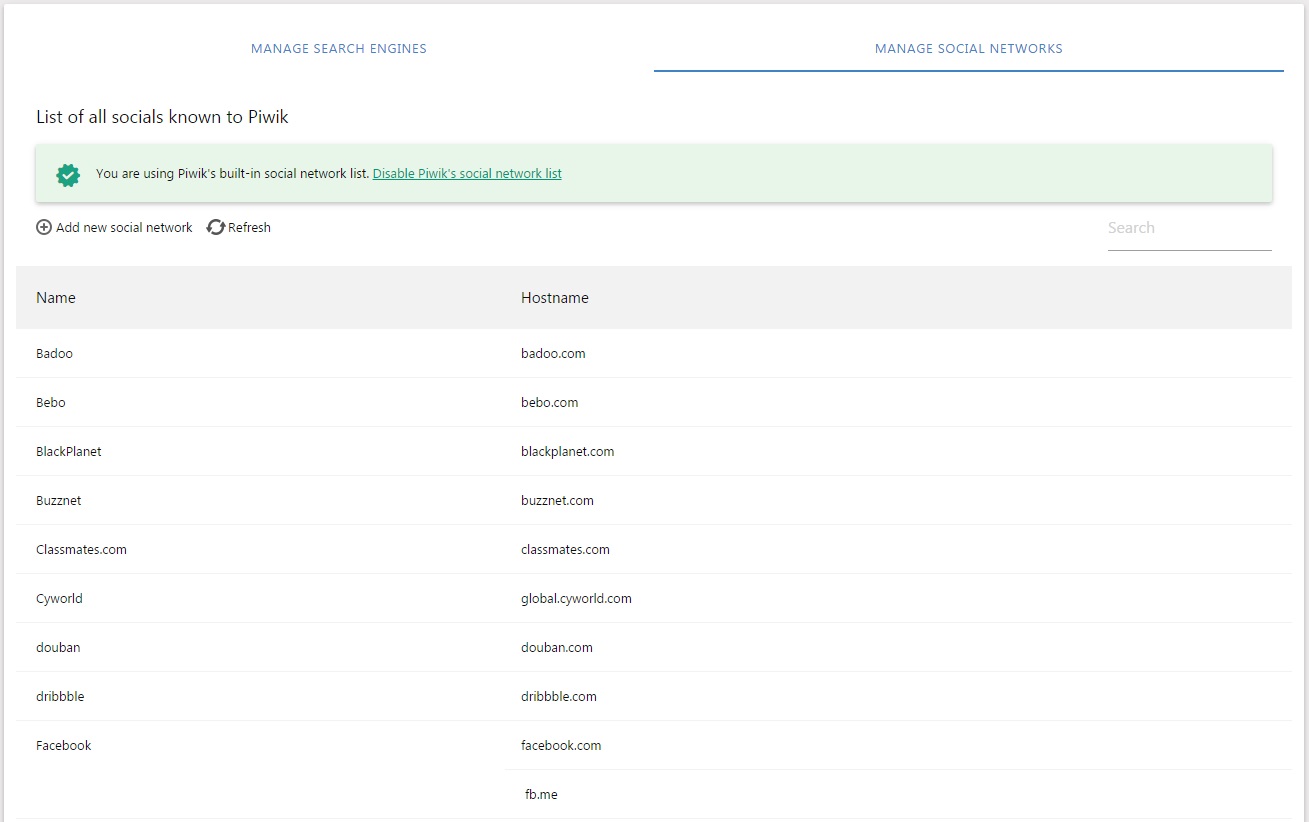 MANAGE SEARCH ENGINES MANAGE SOCIAL NETWORKS
List of all socials known to Piwik
You are using Piwik's built-in social network list. Disable Piwik's social network list
Add new social network Refresh Search
Name Hostname
Badoo badoo.com
Bebo bebo.com
BlackPlanet blackplanet.com
Buzznet buzznet.com
Classmates.com classmates.com
Cyworld global.cyworld.com
douban douban.com
dribbble dribbble.com
Facebook facebook.com
fb.me